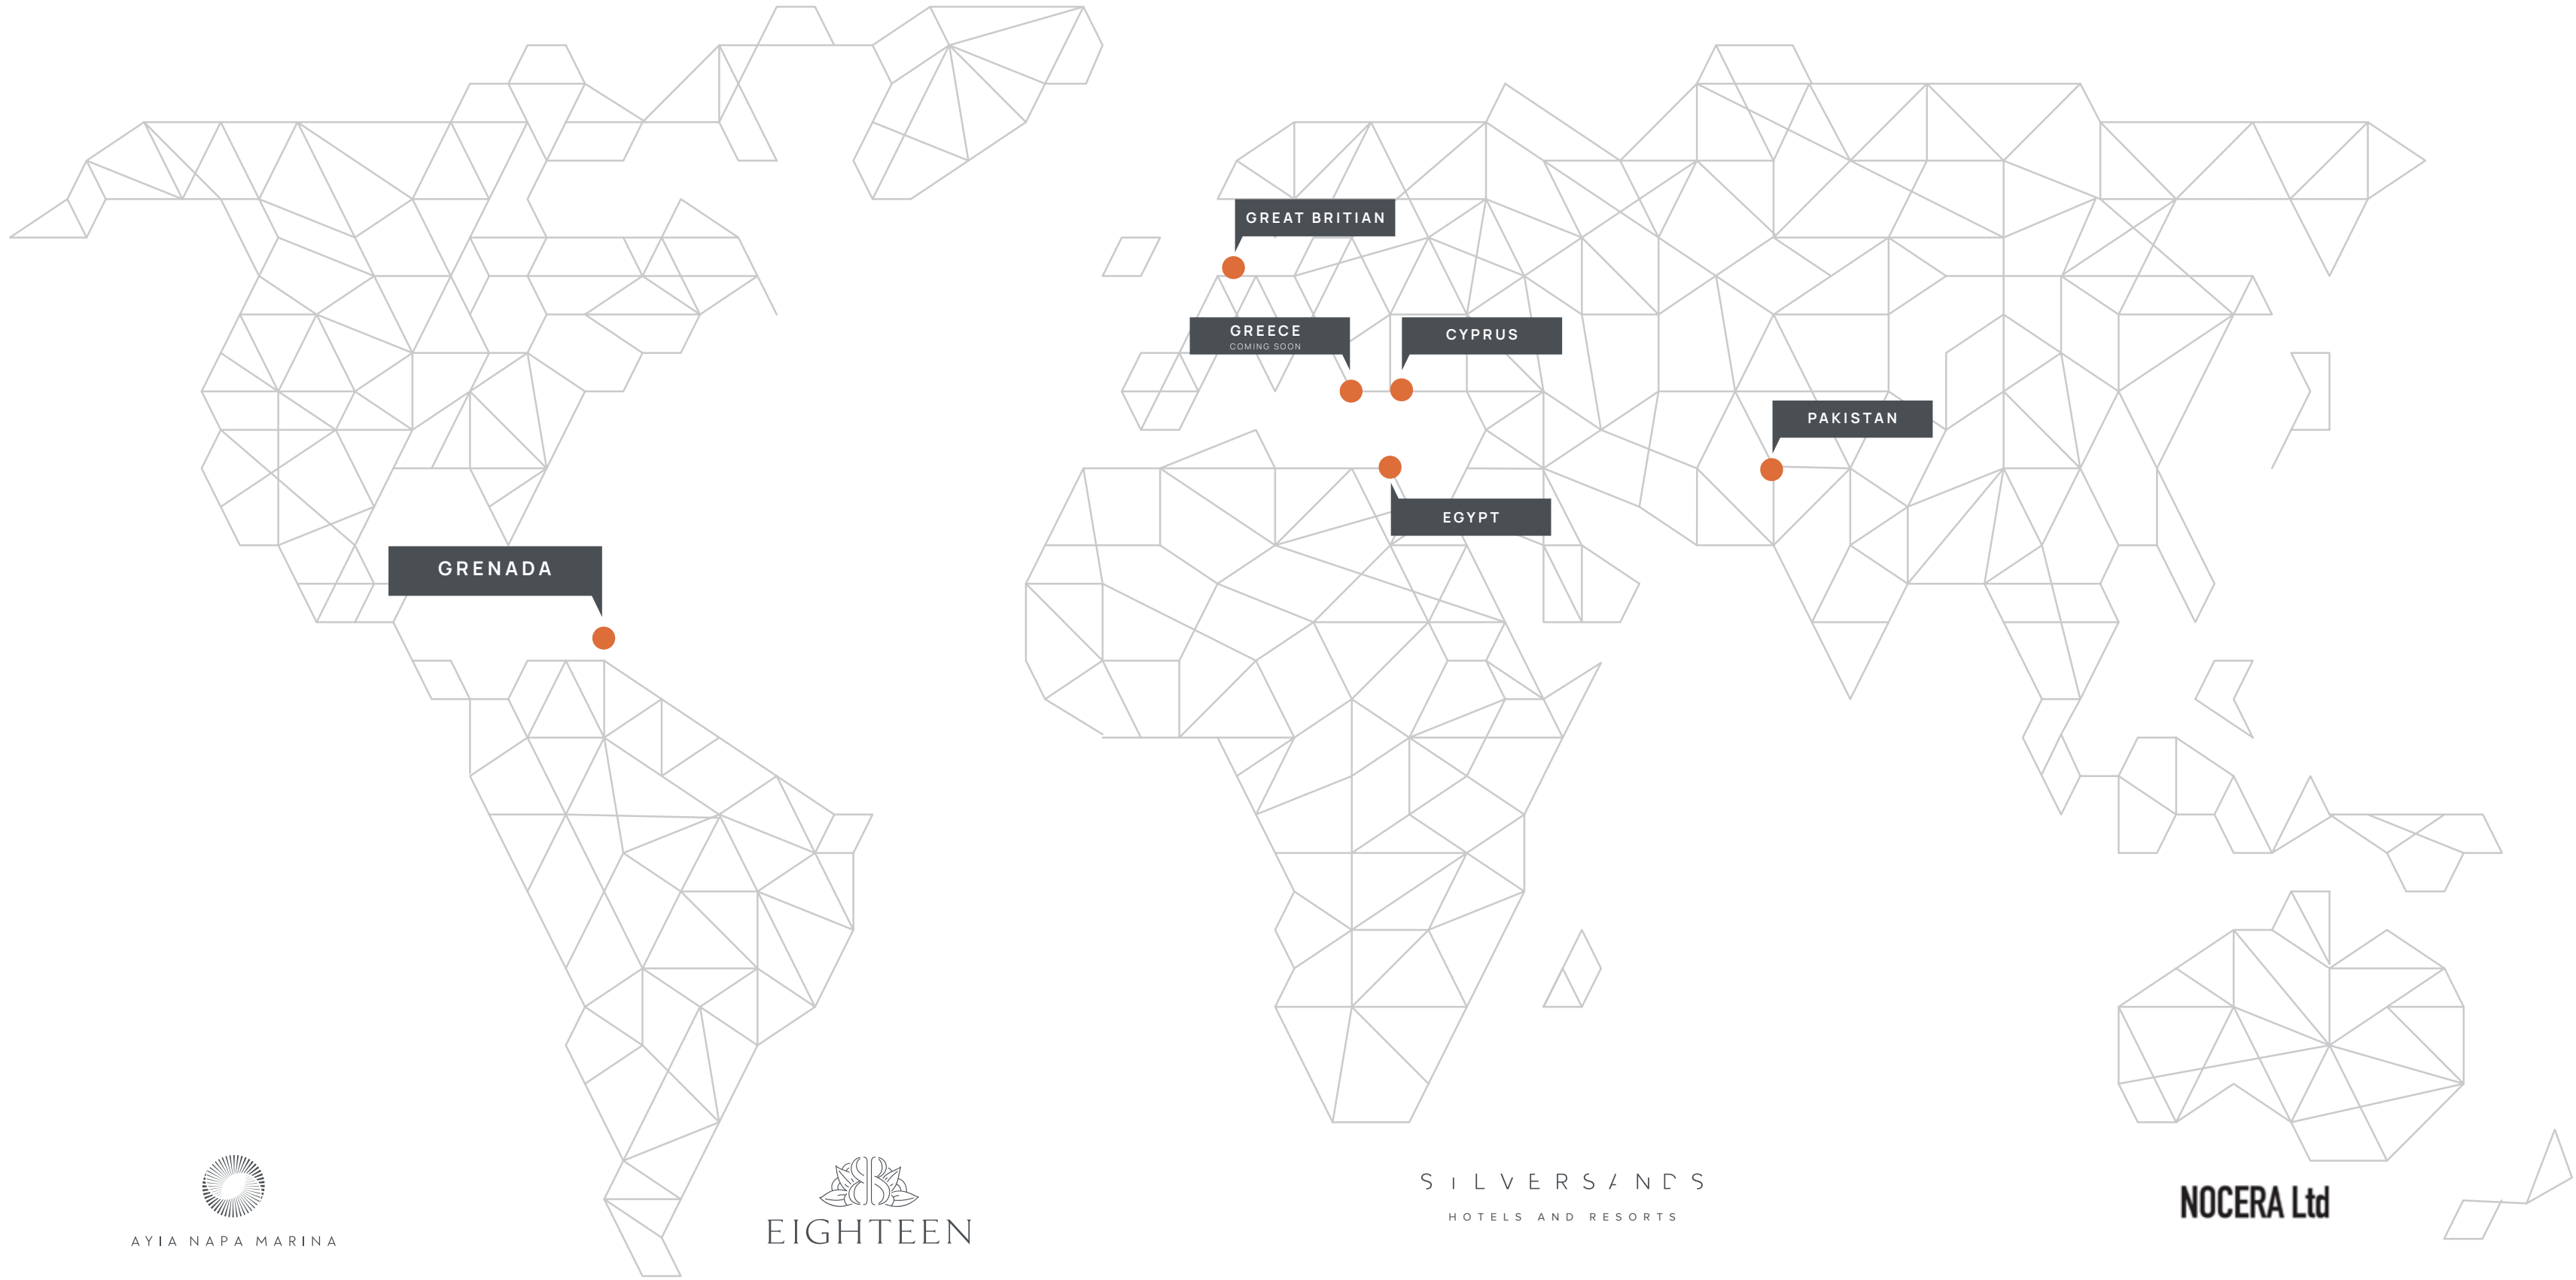 GREAT BRITIAN
GREECE
COMING SOON
CYPRUS
PAKISTAN
EGYPT
GRENADA
AYIA NAPA MARINA
EIGHTEEN
SILVERSANDS
HOTELS AND RESORTS
NOCERA Ltd